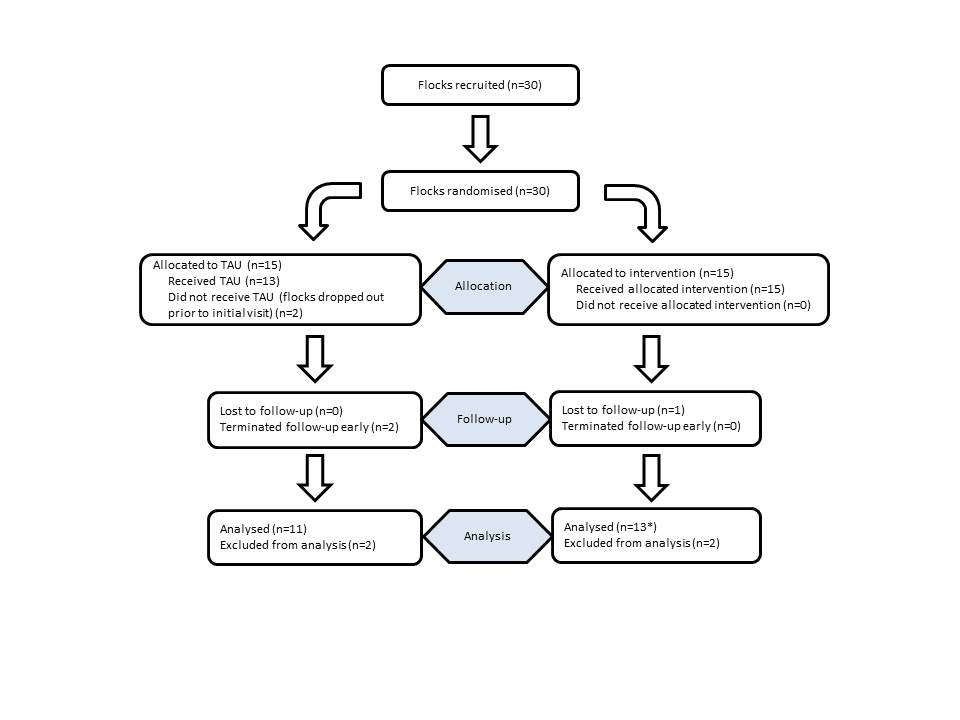 Flocks recruited (n=30)
Flocks randomised (n=30)
Allocated to TAU (n=15)
Received TAU (n=13)
Did not receive TAU (flocks dropped out
prior to initial visit) (n=2)
Allocation
Allocated to intervention (n=15)
Received allocated intervention (n=15)
Did not receive allocated intervention (n=0)
Lost to follow-up (n=0)
Terminated follow-up early (n=2)
Follow-up
Lost to follow-up (n=1)
Terminated follow-up early (n=0)
Analysed (n=11)
Excluded from analysis (n=2)
Analysis
Analysed (n=13*)
Excluded from analysis (n=2)